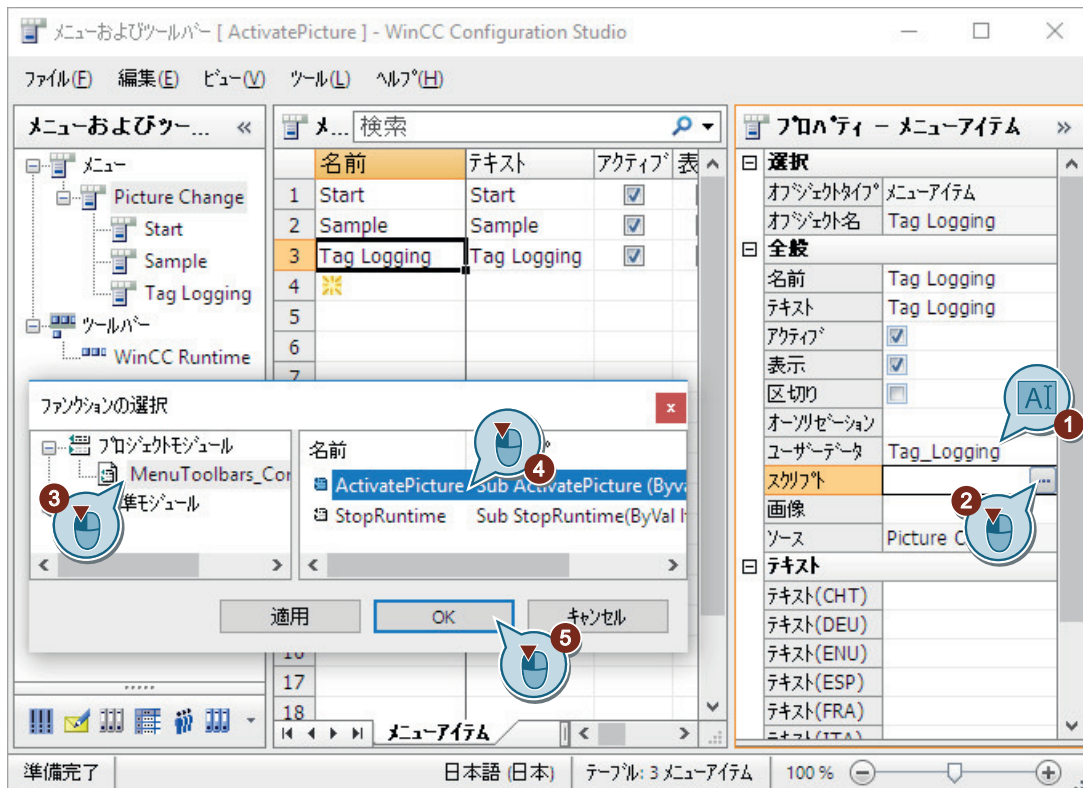 メニューおよびツールバー [ ActivatePicture ] - WinCC Configuration Studio
ファイル(F) 編集(E) ビュー(V) ツール(L) ヘルプ(H)
メニューおよびツー... «
メニュー
Picture Change
Start
Sample
Tag Logging
ツールバー
WinCC Runtime
メ... 検索
名前 テキスト アクティブ 表
1 Start Start
2 Sample Sample
3 Tag Logging Tag Logging
4
5
6
7
17
18
メニューアイテム
プロパティ - メニューアイテム »
選択
オブジェクトタイプ メニューアイテム
オブジェクト名 Tag Logging
全般
名前 Tag Logging
テキスト Tag Logging
アクティブ
表示
区切り
オーソリゼーション
ユーザーデータ Tag_Logging
スクリプト ...
画像
ソース Picture
テキスト
テキスト(CHT)
テキスト(DEU)
テキスト(ENU)
テキスト(ESP)
テキスト(FRA)
ファンクションの選択
x
プロジェクトモジュール
MenuToolbars_Con
準モジュール
名前
ActivatePicture Sub ActivatePicture (Byva
StopRuntime Sub StopRuntime(ByVal
適用 OK キャンセル
AI
1
2
3
4
5
準備完了 日本語 (日本) テーブル: 3 メニューアイテム 100 %